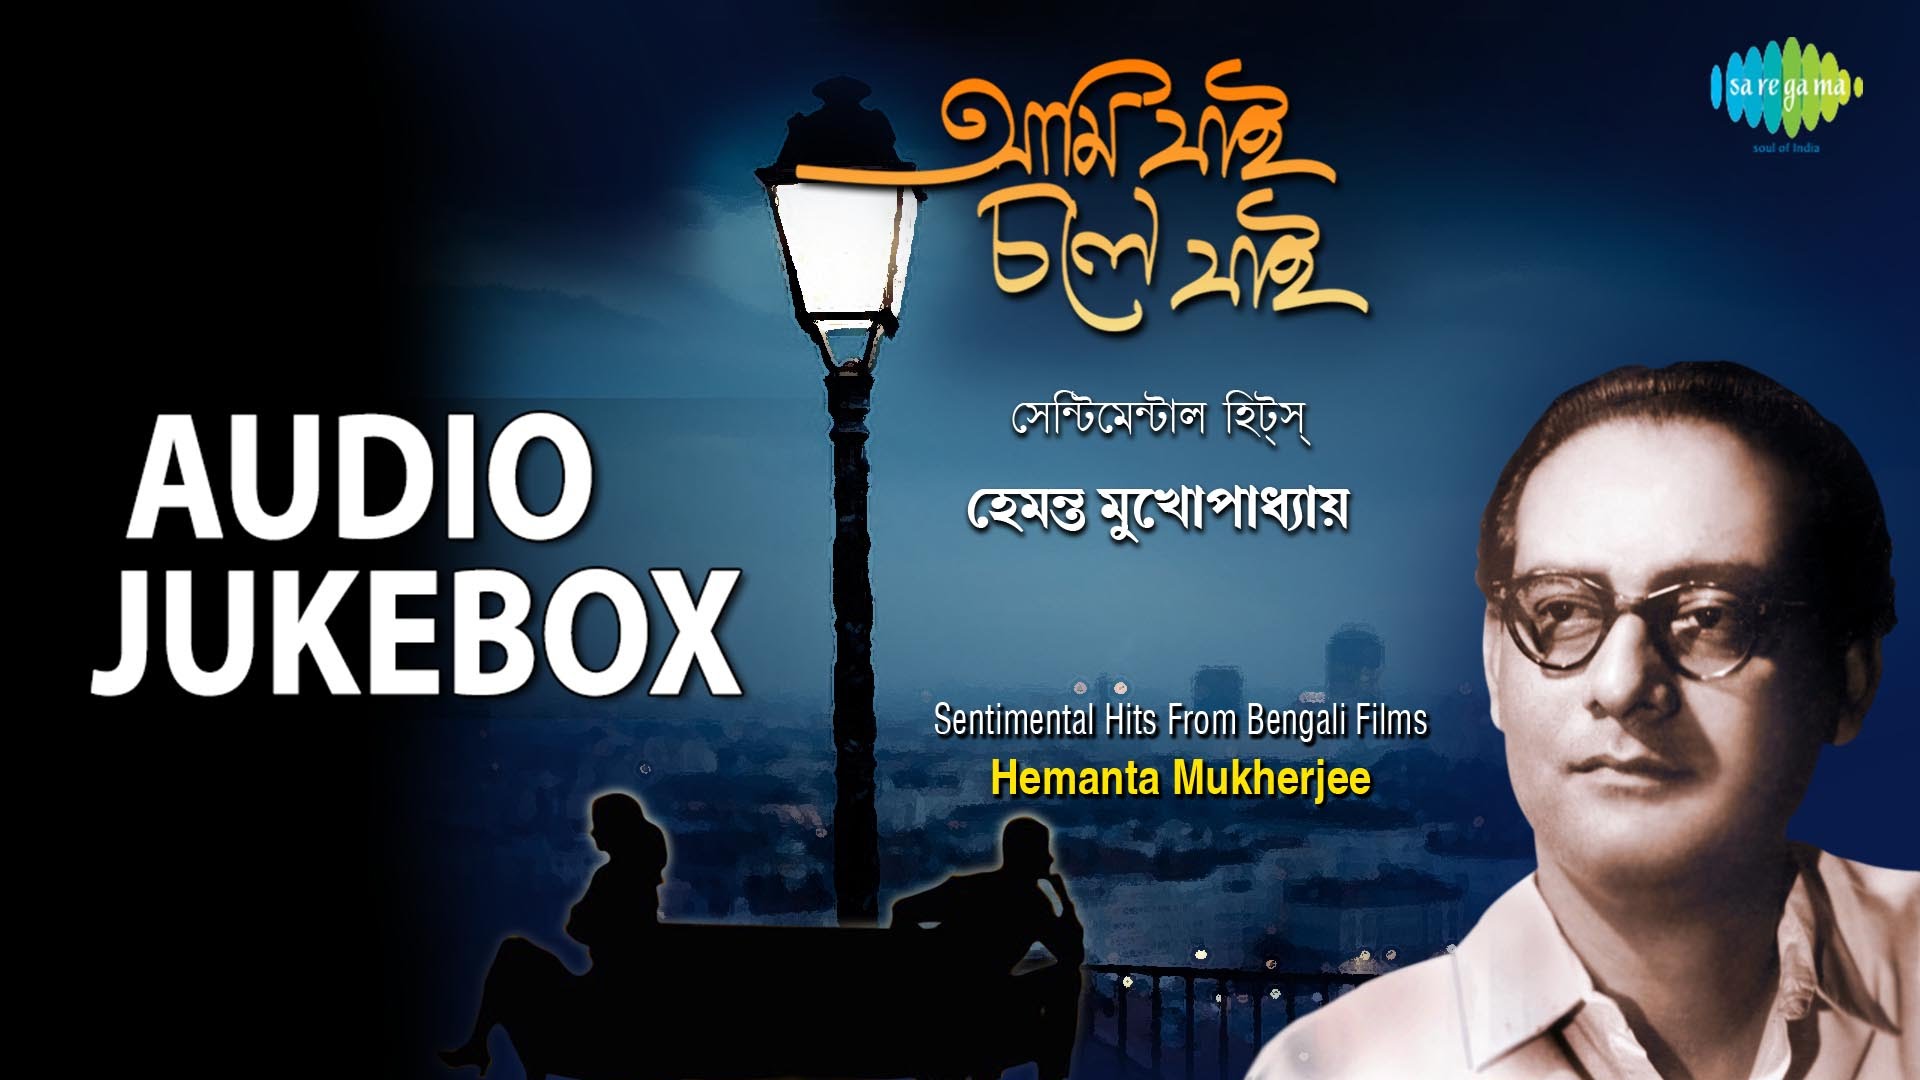 আমি যাই
চলে যাই
sa re ga ma
soul of India
সেন্টিমেন্টাল হিট্‌স্
হেমন্ত মুখোপাধ্যায়
AUDIO
JUKEBOX
Sentimental Hits From Bengali Films
Hemanta Mukherjee